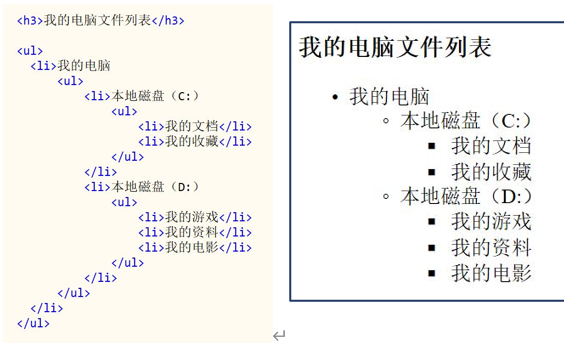 <h3>我的电脑文件列表</h3>
<ul>
<li>我的电脑
<ul>
<li>本地磁盘（C:）
<ul>
<li>我的文档</li>
<li>我的收藏</li>
</ul>
</li>
<li>本地磁盘（D:）
<ul>
<li>我的游戏</li>
<li>我的资料</li>
<li>我的电影</li>
</ul>
</li>
</ul>
</li>
</ul>
我的电脑文件列表
• 我的电脑
◦ 本地磁盘（C:）
▪ 我的文档
▪ 我的收藏
◦ 本地磁盘（D:）
▪ 我的游戏
▪ 我的资料
▪ 我的电影